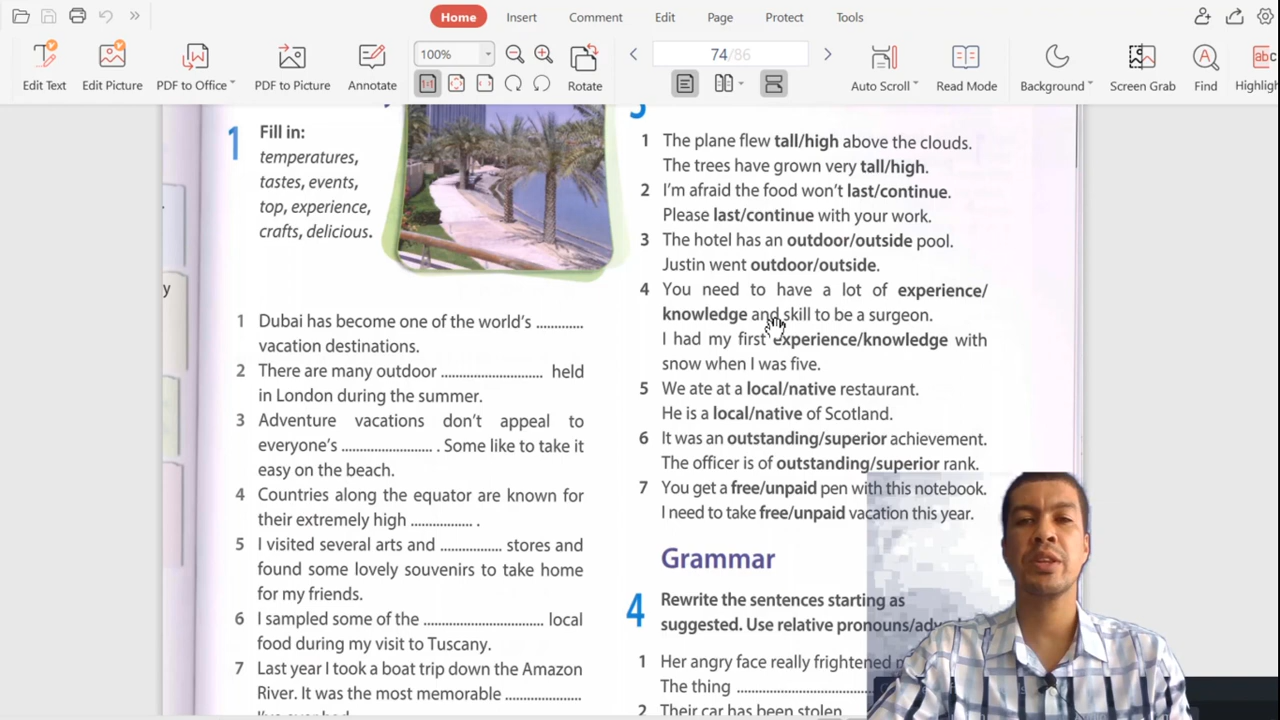 Home
Insert
Comment
Edit
Page
Protect
Tools
100%
74/86
Edit Text
Edit Picture
PDF to Office
PDF to Picture
Annotate
Rotate
Auto Scroll
Read Mode
Background
Screen Grab
Find
1
Fill in:
temperatures,
tastes, events,
top, experience,
crafts, delicious.
1 Dubai has become one of the world's ............
vacation destinations.
2 There are many outdoor .......................... held
in London during the summer.
3 Adventure vacations don't appeal to
everyone's ....................... . Some like to take it
easy on the beach.
4 Countries along the equator are known for
their extremely high ................ .
5 I visited several arts and ............... stores and
found some lovely souvenirs to take home
for my friends.
6 I sampled some of the .............................. local
food during my visit to Tuscany.
7 Last year I took a boat trip down the Amazon
River. It was the most memorable ...................
1 The plane flew tall/high above the clouds.
The trees have grown very tall/high.
2 I'm afraid the food won't last/continue.
Please last/continue with your work.
3 The hotel has an outdoor/outside pool.
Justin went outdoor/outside.
4 You need to have a lot of experience/
knowledge and skill to be a surgeon.
I had my first experience/knowledge with
snow when I was five.
5 We ate at a local/native restaurant.
He is a local/native of Scotland.
6 It was an outstanding/superior achievement.
The officer is of outstanding/superior rank.
7 You get a free/unpaid pen with this notebook.
I need to take free/unpaid vacation this year.
Grammar
4 Rewrite the sentences starting as
suggested. Use relative
1 Her angry face really frightened
The thing ...................................
2 Their car has been stolen